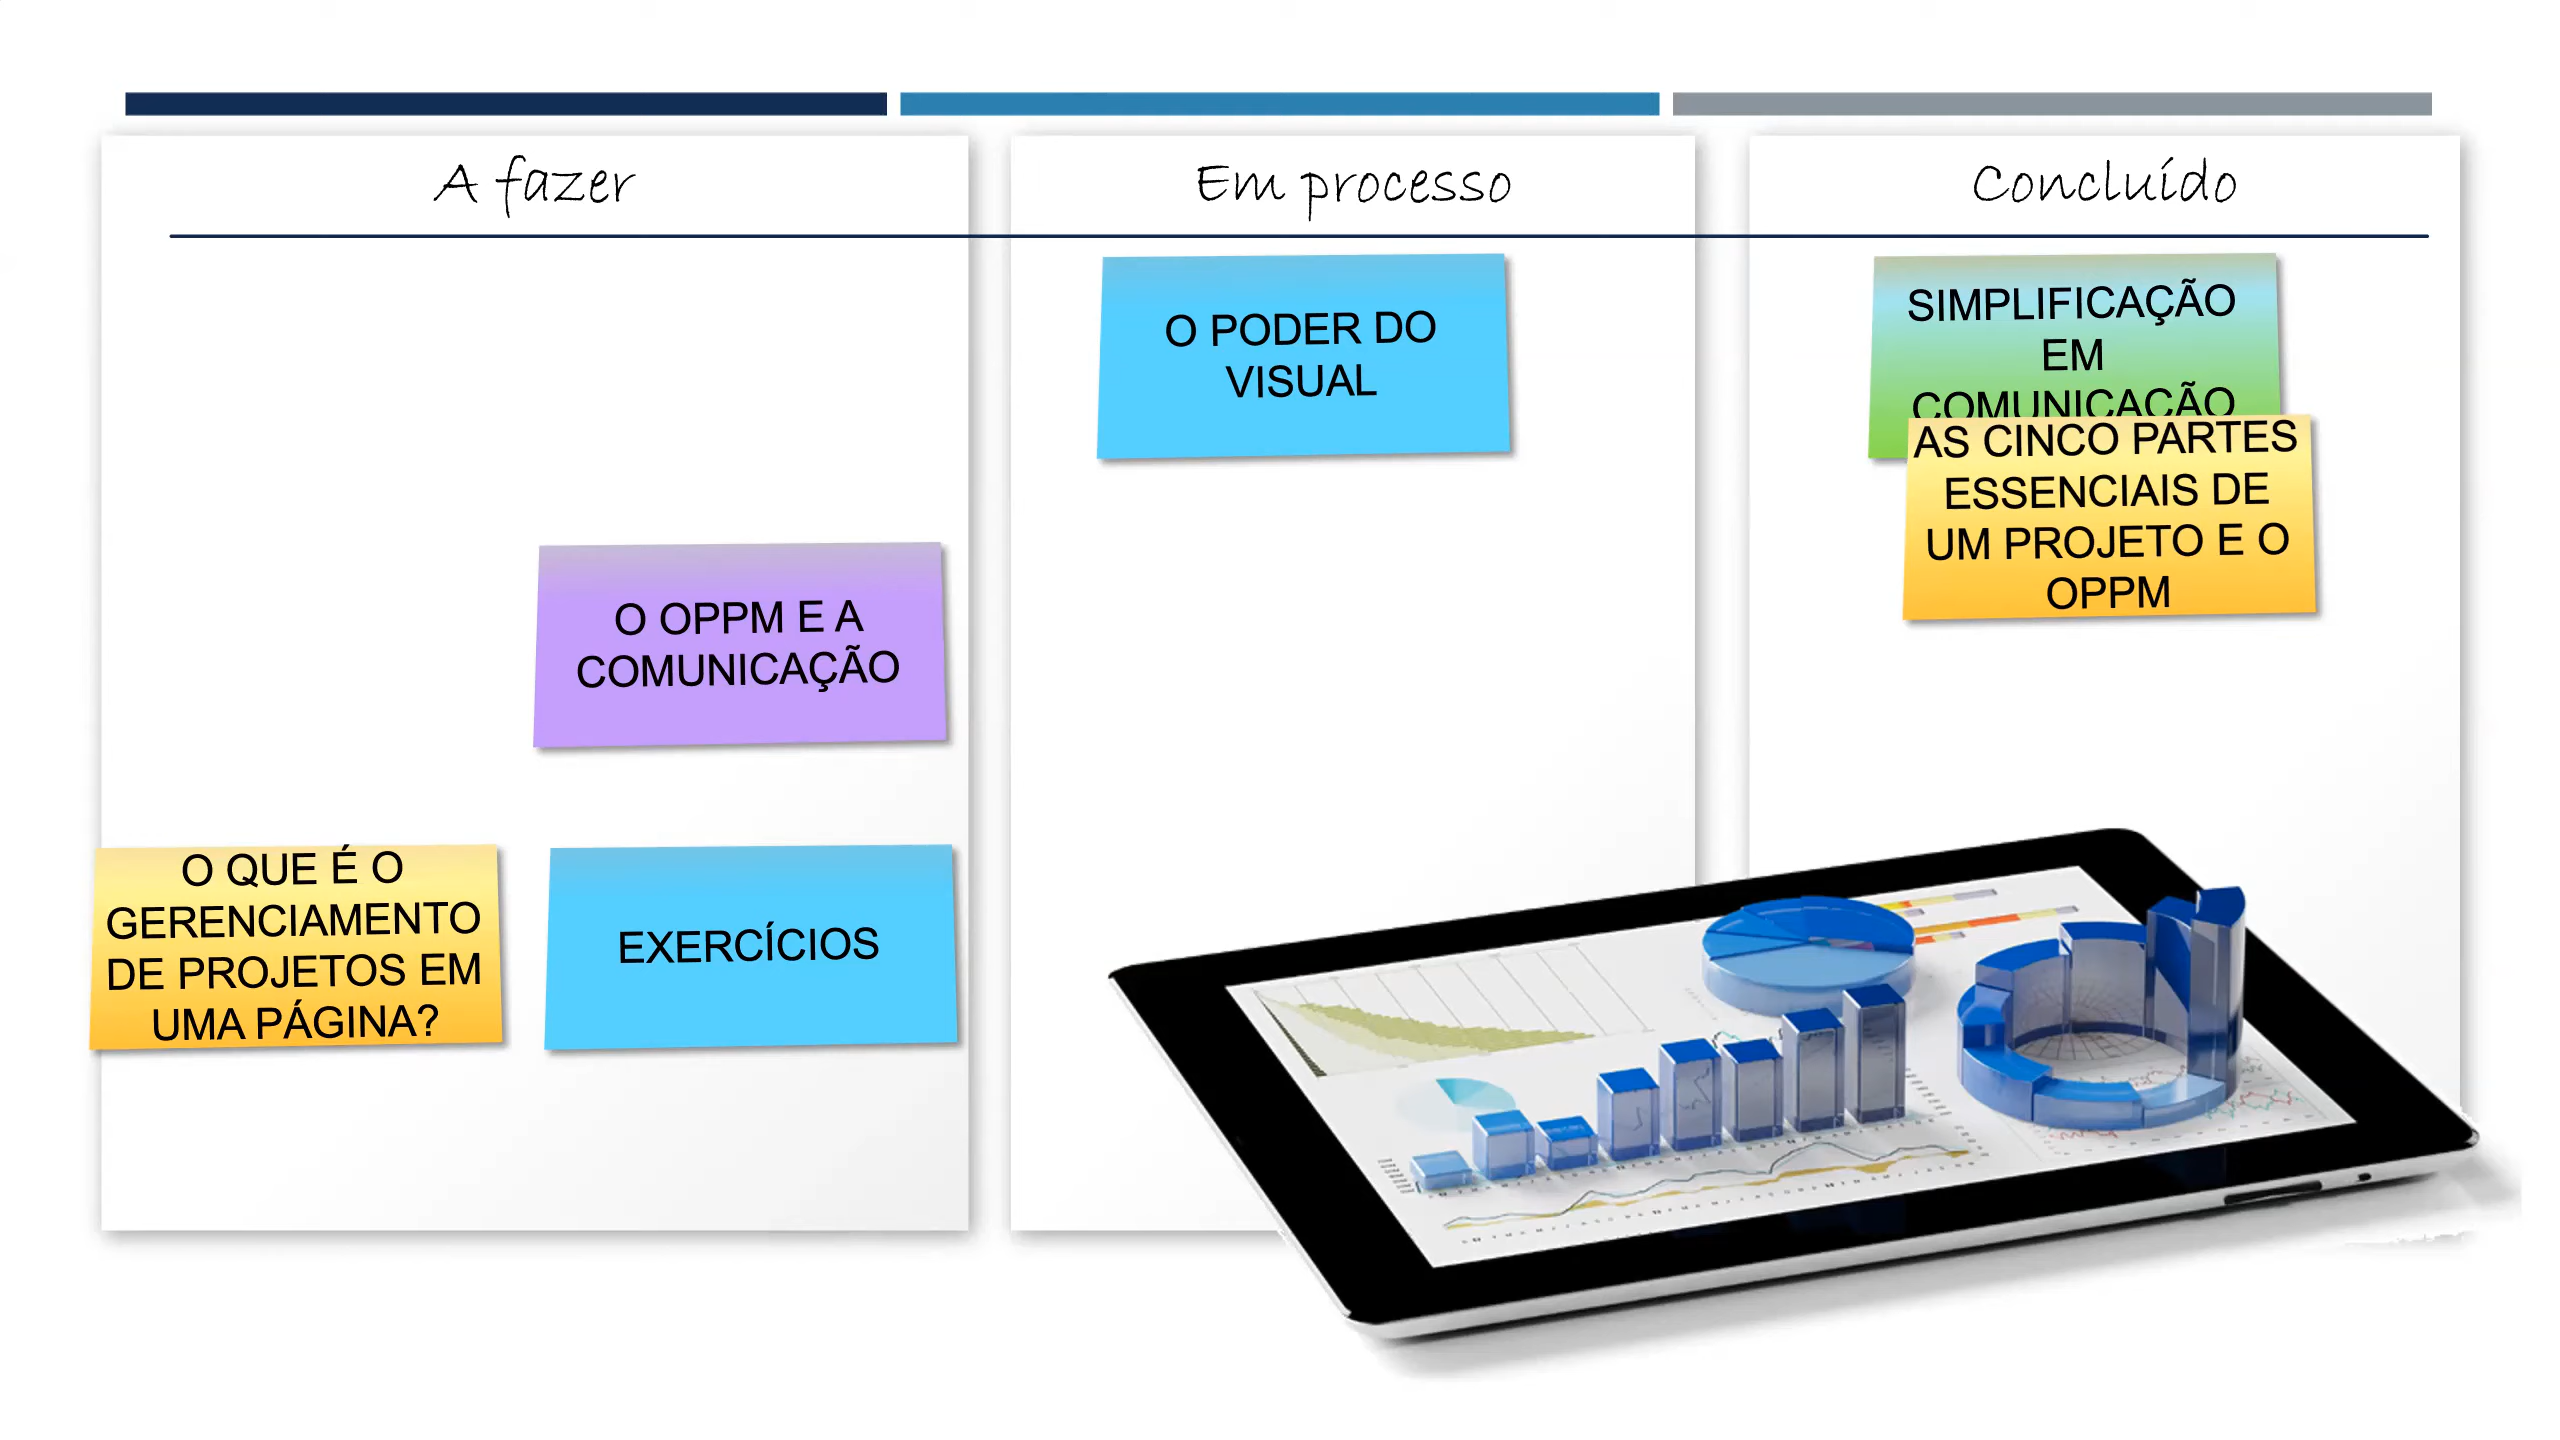 A fazer
Em processo
Concluído
O PODER DO
VISUAL
SIMPLIFICAÇÃO
EM
COMUNICAÇÃO
AS CINCO PARTES
ESSENCIAIS DE
UM PROJETO E O
OPPM
O OPPM E A
COMUNICAÇÃO
O QUE É O
GERENCIAMENTO
DE PROJETOS EM
UMA PÁGINA?
EXERCÍCIOS